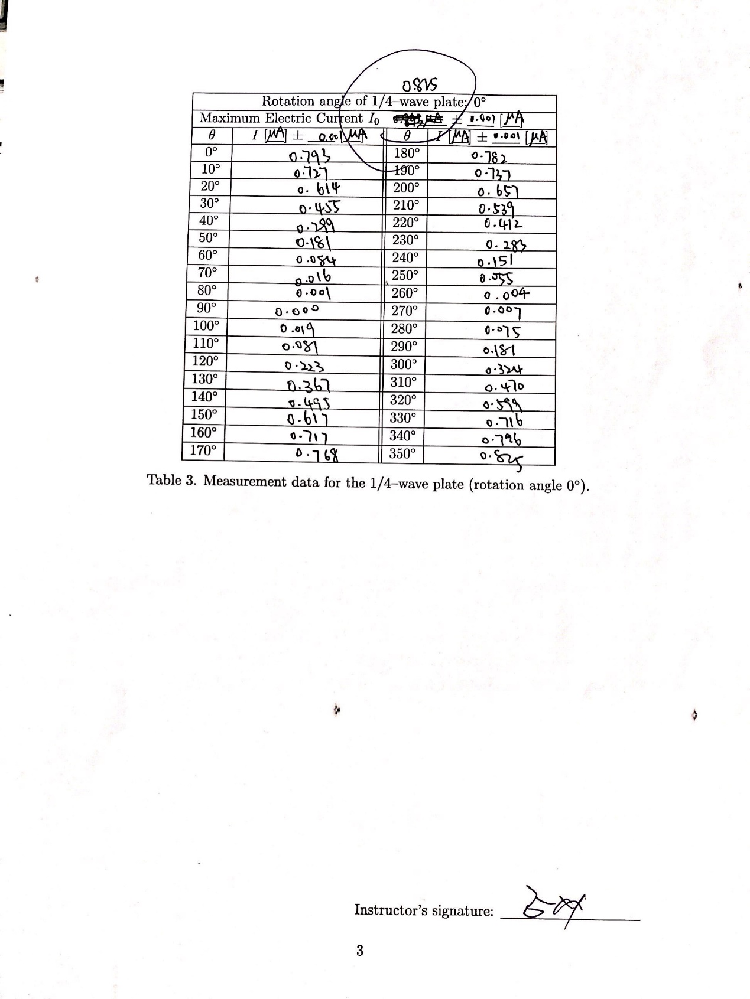 0.825
Rotation angle of 1/4–wave plate: 0°
Maximum Electric Current I₀ ± 0.001 [μA]
θ I [μA] ± 0.001 [μA] θ I [μA] ± 0.001 [μA]
0° 0.793 180° 0.782
10° 0.727 190° 0.737
20° 0.614 200° 0.657
30° 0.455 210° 0.539
40° 0.299 220° 0.412
50° 0.181 230° 0.283
60° 0.084 240° 0.151
70° 0.016 250° 0.055
80° 0.001 260° 0.004
90° 0.000 270° 0.007
100° 0.019 280° 0.075
110° 0.087 290° 0.187
120° 0.223 300° 0.324
130° 0.367 310° 0.470
140° 0.495 320° 0.599
150° 0.617 330° 0.716
160° 0.717 340° 0.796
170° 0.768 350° 0.825
Table 3. Measurement data for the 1/4–wave plate (rotation angle 0°).
Instructor's signature:
3